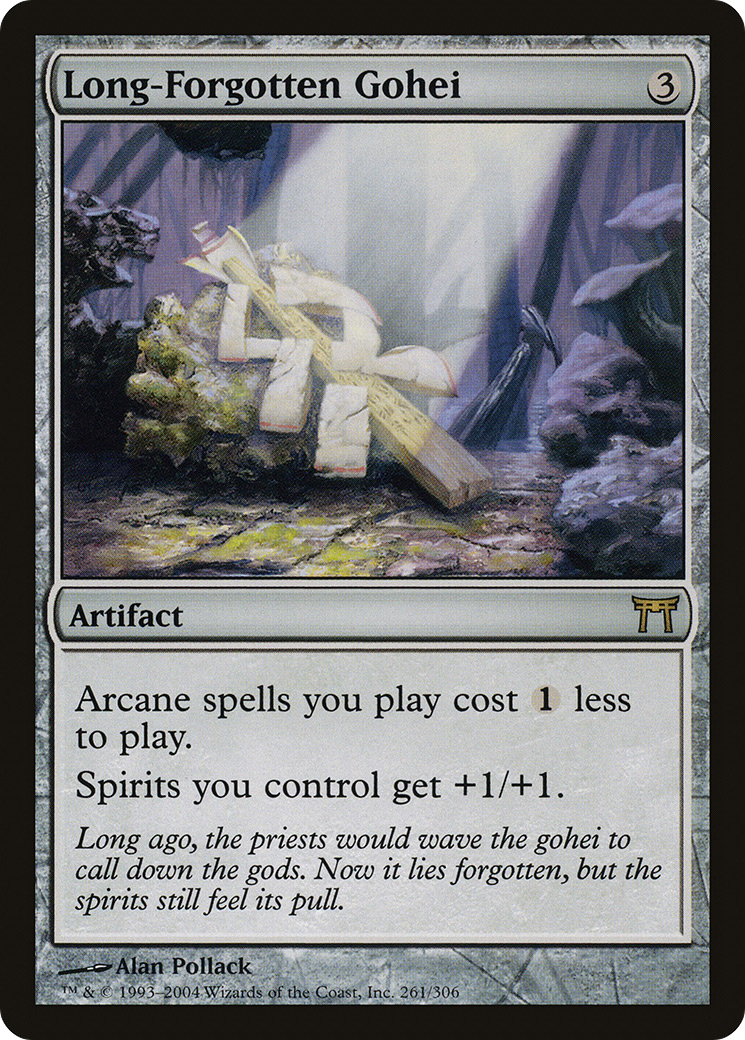 Long-Forgotten Gohei 3
Artifact
Arcane spells you play cost 1 less
to play.
Spirits you control get +1/+1.
Long ago, the priests would wave the gohei to
call down the gods. Now it lies forgotten, but the
spirits still feel its pull.
Alan Pollack
™ & © 1993–2004 Wizards of the Coast, Inc. 261/306